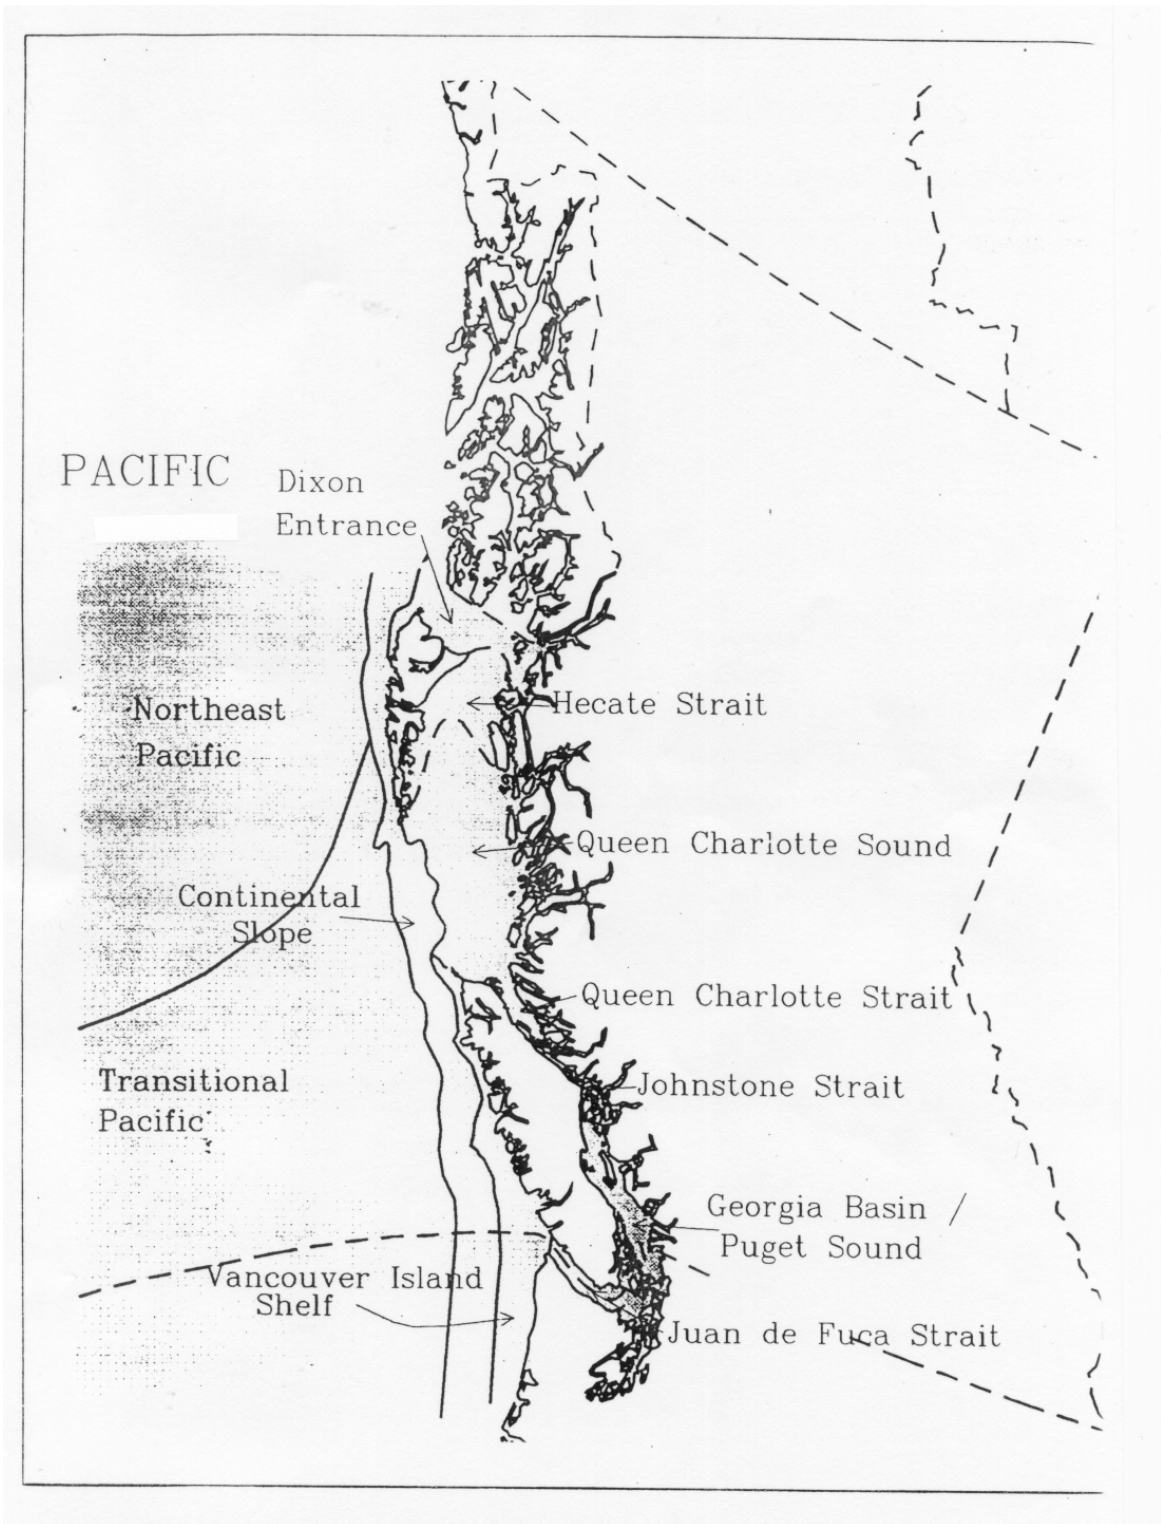 PACIFIC
Dixon
Entrance
Northeast
Pacific
Hecate Strait
Queen Charlotte Sound
Continental
Slope
Queen Charlotte Strait
Transitional
Pacific
Johnstone Strait
Georgia Basin
Puget Sound
Vancouver Island
Shelf
Juan de Fuca Strait